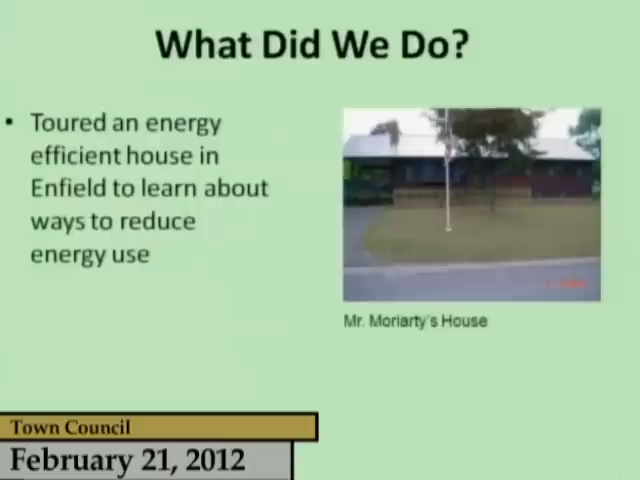 What Did We Do?
• Toured an energy
efficient house in
Enfield to learn about
ways to reduce
energy use
Mr. Moriarty's House
Town Council
February 21, 2012